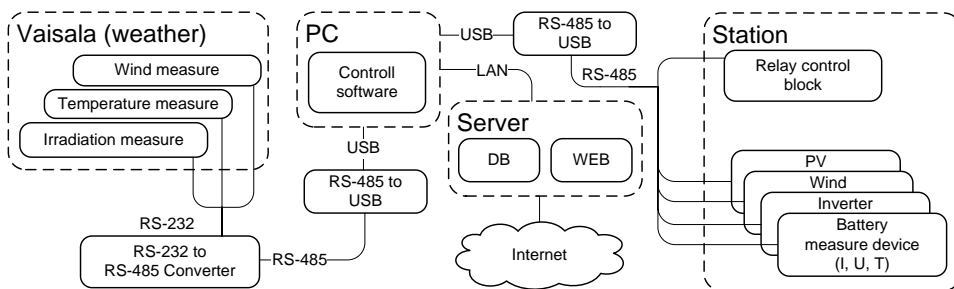 Vaisala (weather)
Wind measure
Temperature measure
Irradiation measure
RS-232
RS-232 to
RS-485 Converter
RS-485
PC
Controll
software
USB
RS-485 to
USB
USB
RS-485 to
USB
RS-485
LAN
Server
DB
WEB
Internet
Station
Relay control
block
PV
Wind
Inverter
Battery
measure device
(I, U, T)